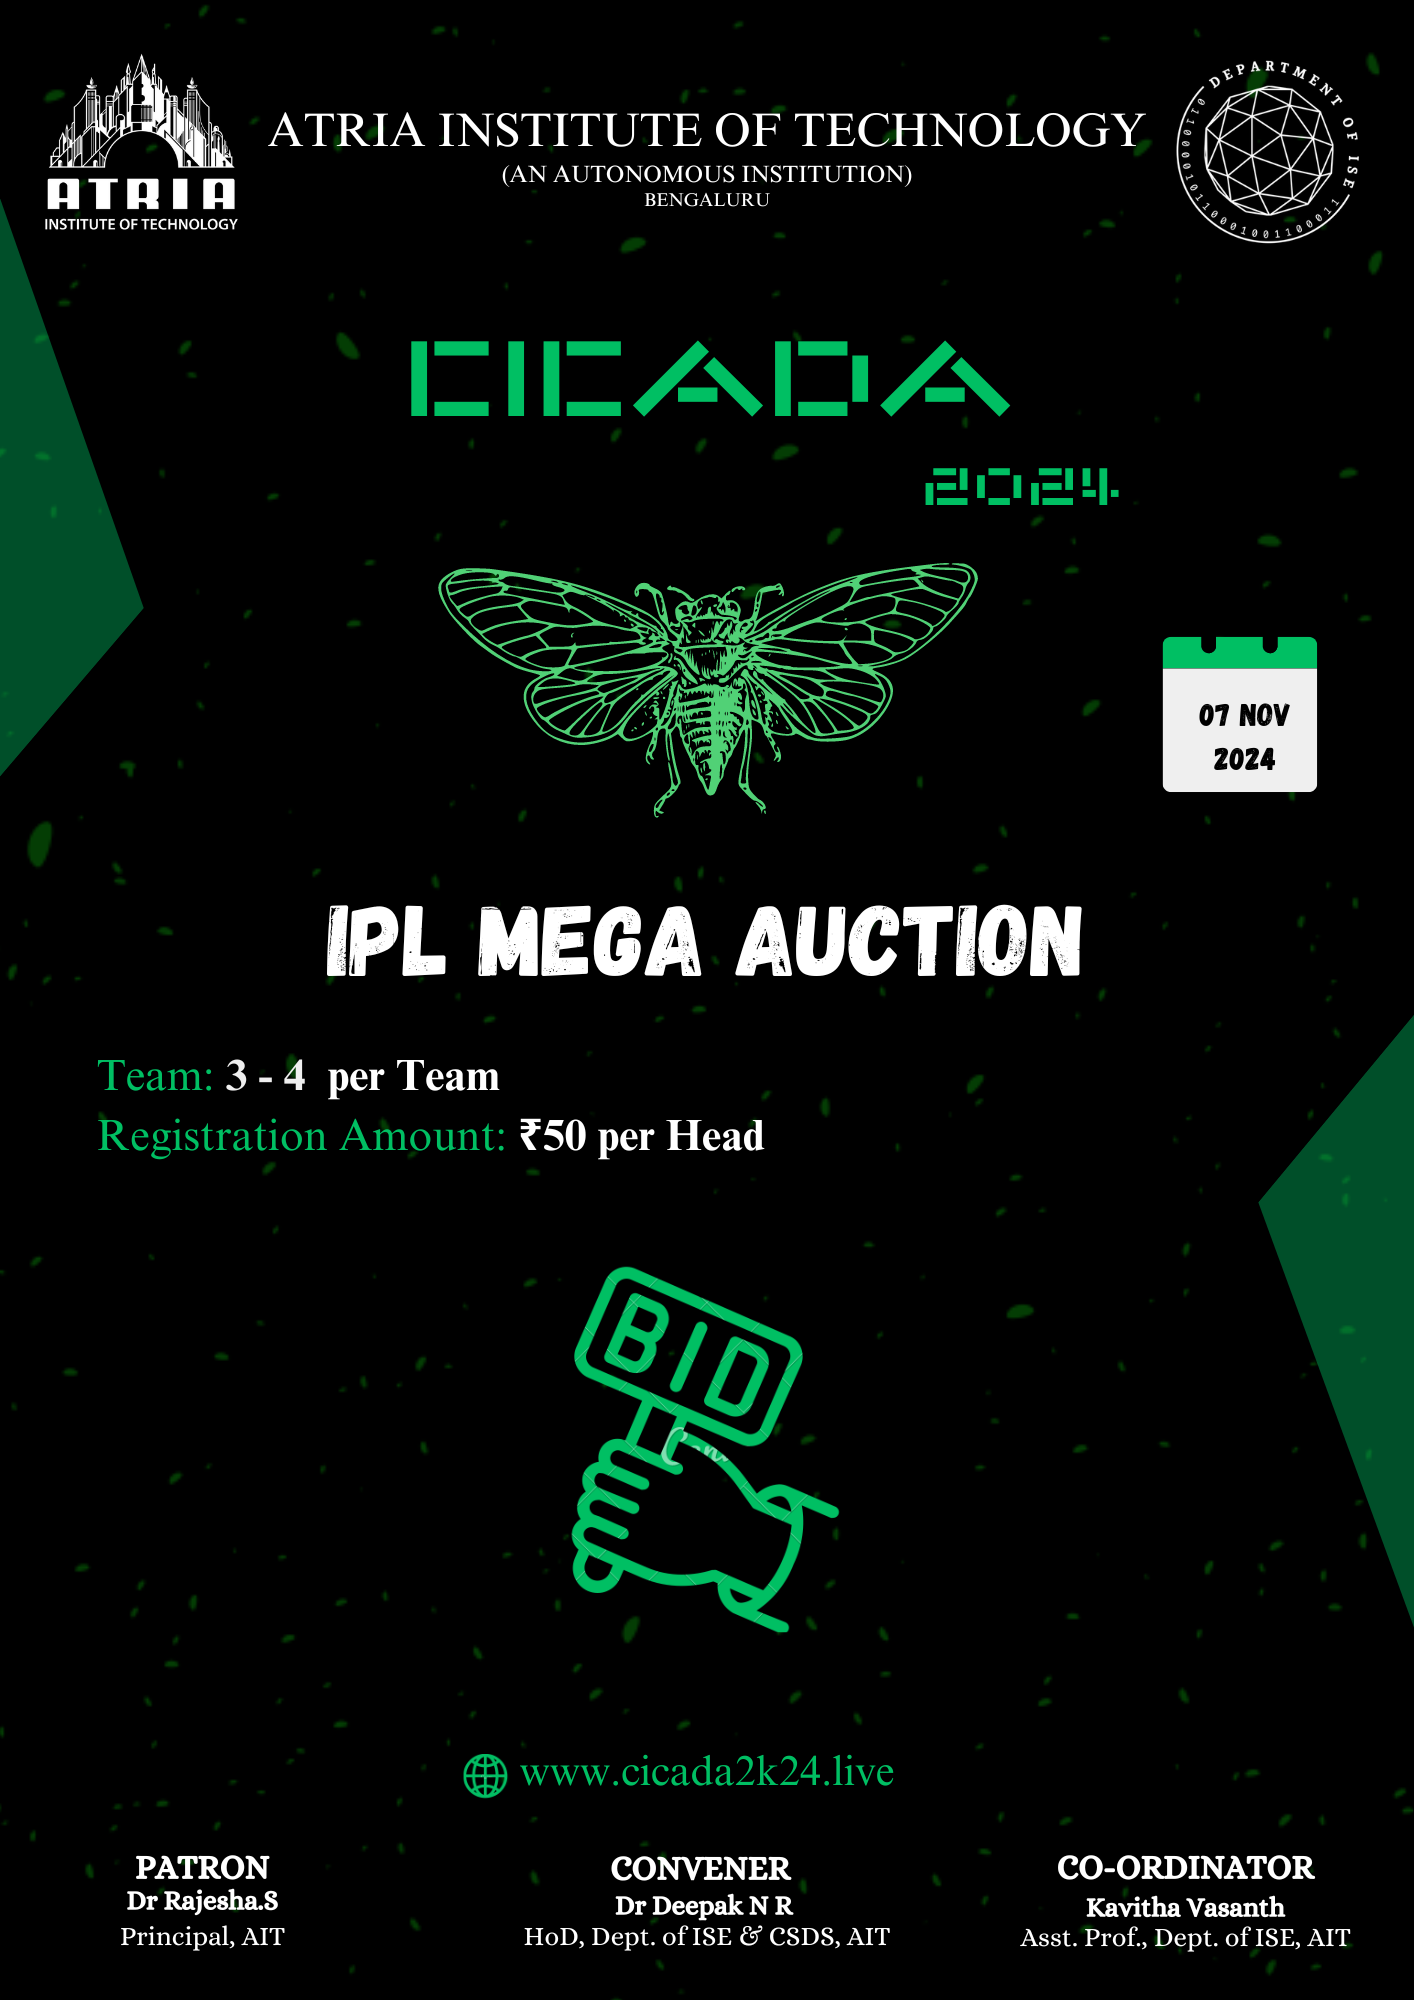 ATRIA
INSTITUTE OF TECHNOLOGY
ATRIA INSTITUTE OF TECHNOLOGY
(AN AUTONOMOUS INSTITUTION)
BENGALURU
DEPARTMENT OF ISE
CICADA
2024
07 NOV
2024
IPL MEGA AUCTION
Team: 3 - 4 per Team
Registration Amount: ₹50 per Head
BID
www.cicada2k24.live
PATRON
Dr Rajesha.S
Principal, AIT
CONVENER
Dr Deepak N R
HoD, Dept. of ISE & CSDS, AIT
CO-ORDINATOR
Kavitha Vasanth
Asst. Prof., Dept. of ISE, AIT